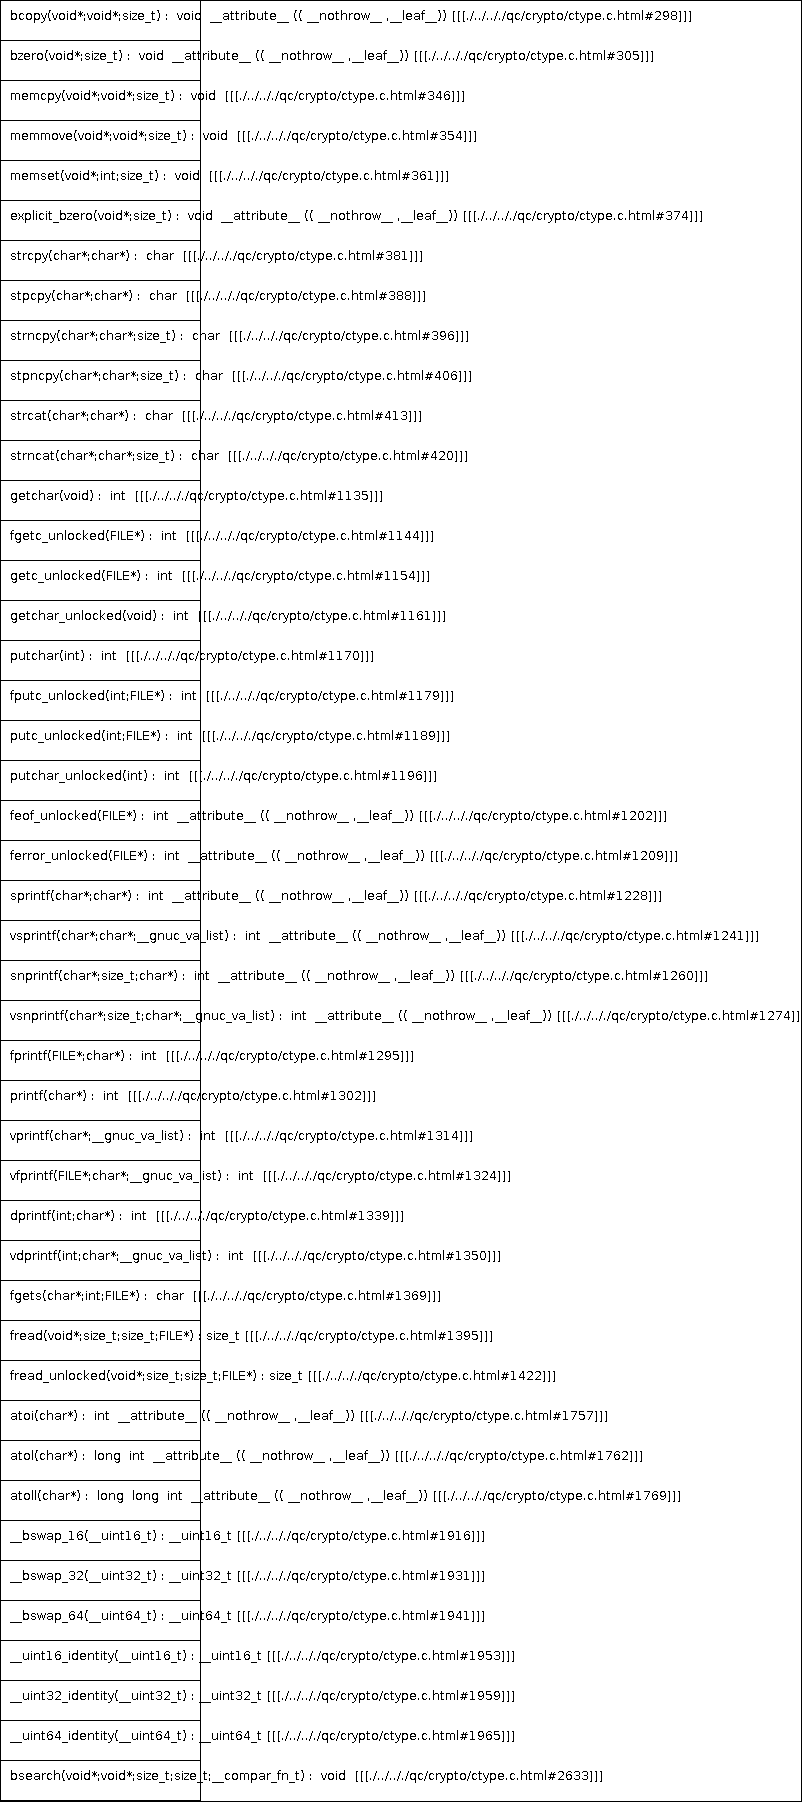 bcopy(void*;void*;size_t) : void __attribute__ (( __nothrow__ ,__leaf__)) [[[./../../../qc/crypto/ctype.c.html#298]]]
bzero(void*;size_t) : void __attribute__ (( __nothrow__ ,__leaf__)) [[[./../../../qc/crypto/ctype.c.html#305]]]
memcpy(void*;void*;size_t) : void [[[./../../../qc/crypto/ctype.c.html#346]]]
memmove(void*;void*;size_t) : void [[[./../../../qc/crypto/ctype.c.html#354]]]
memset(void*;int;size_t) : void [[[./../../../qc/crypto/ctype.c.html#361]]]
explicit_bzero(void*;size_t) : void __attribute__ (( __nothrow__ ,__leaf__)) [[[./../../../qc/crypto/ctype.c.html#374]]]
strcpy(char*;char*) : char [[[./../../../qc/crypto/ctype.c.html#381]]]
stpcpy(char*;char*) : char [[[./../../../qc/crypto/ctype.c.html#388]]]
strncpy(char*;char*;size_t) : char [[[./../../../qc/crypto/ctype.c.html#396]]]
stpncpy(char*;char*;size_t) : char [[[./../../../qc/crypto/ctype.c.html#406]]]
strcat(char*;char*) : char [[[./../../../qc/crypto/ctype.c.html#413]]]
strncat(char*;char*;size_t) : char [[[./../../../qc/crypto/ctype.c.html#420]]]
getchar(void) : int [[[./../../../qc/crypto/ctype.c.html#1135]]]
fgetc_unlocked(FILE*) : int [[[./../../../qc/crypto/ctype.c.html#1144]]]
getc_unlocked(FILE*) : int [[[./../../../qc/crypto/ctype.c.html#1154]]]
getchar_unlocked(void) : int [[[./../../../qc/crypto/ctype.c.html#1161]]]
putchar(int) : int [[[./../../../qc/crypto/ctype.c.html#1170]]]
fputc_unlocked(int;FILE*) : int [[[./../../../qc/crypto/ctype.c.html#1179]]]
putc_unlocked(int;FILE*) : int [[[./../../../qc/crypto/ctype.c.html#1189]]]
putchar_unlocked(int) : int [[[./../../../qc/crypto/ctype.c.html#1196]]]
feof_unlocked(FILE*) : int __attribute__ (( __nothrow__ ,__leaf__)) [[[./../../../qc/crypto/ctype.c.html#1202]]]
ferror_unlocked(FILE*) : int __attribute__ (( __nothrow__ ,__leaf__)) [[[./../../../qc/crypto/ctype.c.html#1209]]]
sprintf(char*;char*) : int __attribute__ (( __nothrow__ ,__leaf__)) [[[./../../../qc/crypto/ctype.c.html#1228]]]
vsprintf(char*;char*;__gnuc_va_list) : int __attribute__ (( __nothrow__ ,__leaf__)) [[[./../../../qc/crypto/ctype.c.html#1241]]]
snprintf(char*;size_t;char*) : int __attribute__ (( __nothrow__ ,__leaf__)) [[[./../../../qc/crypto/ctype.c.html#1260]]]
vsnprintf(char*;size_t;char*;__gnuc_va_list) : int __attribute__ (( __nothrow__ ,__leaf__)) [[[./../../../qc/crypto/ctype.c.html#1274]]]
fprintf(FILE*;char*) : int [[[./../../../qc/crypto/ctype.c.html#1295]]]
printf(char*) : int [[[./../../../qc/crypto/ctype.c.html#1302]]]
vprintf(char*;__gnuc_va_list) : int [[[./../../../qc/crypto/ctype.c.html#1314]]]
vfprintf(FILE*;char*;__gnuc_va_list) : int [[[./../../../qc/crypto/ctype.c.html#1324]]]
dprintf(int;char*) : int [[[./../../../qc/crypto/ctype.c.html#1339]]]
vdprintf(int;char*;__gnuc_va_list) : int [[[./../../../qc/crypto/ctype.c.html#1350]]]
fgets(char*;int;FILE*) : char [[[./../../../qc/crypto/ctype.c.html#1369]]]
fread(void*;size_t;size_t;FILE*) : size_t [[[./../../../qc/crypto/ctype.c.html#1395]]]
fread_unlocked(void*;size_t;size_t;FILE*) : size_t [[[./../../../qc/crypto/ctype.c.html#1422]]]
atoi(char*) : int __attribute__ (( __nothrow__ ,__leaf__)) [[[./../../../qc/crypto/ctype.c.html#1757]]]
atol(char*) : long int __attribute__ (( __nothrow__ ,__leaf__)) [[[./../../../qc/crypto/ctype.c.html#1762]]]
atoll(char*) : long long int __attribute__ (( __nothrow__ ,__leaf__)) [[[./../../../qc/crypto/ctype.c.html#1769]]]
__bswap_16(__uint16_t) : __uint16_t [[[./../../../qc/crypto/ctype.c.html#1916]]]
__bswap_32(__uint32_t) : __uint32_t [[[./../../../qc/crypto/ctype.c.html#1931]]]
__bswap_64(__uint64_t) : __uint64_t [[[./../../../qc/crypto/ctype.c.html#1941]]]
__uint16_identity(__uint16_t) : __uint16_t [[[./../../../qc/crypto/ctype.c.html#1953]]]
__uint32_identity(__uint32_t) : __uint32_t [[[./../../../qc/crypto/ctype.c.html#1959]]]
__uint64_identity(__uint64_t) : __uint64_t [[[./../../../qc/crypto/ctype.c.html#1965]]]
bsearch(void*;void*;size_t;size_t;__compar_fn_t) : void [[[./../../../qc/crypto/ctype.c.html#2633]]]